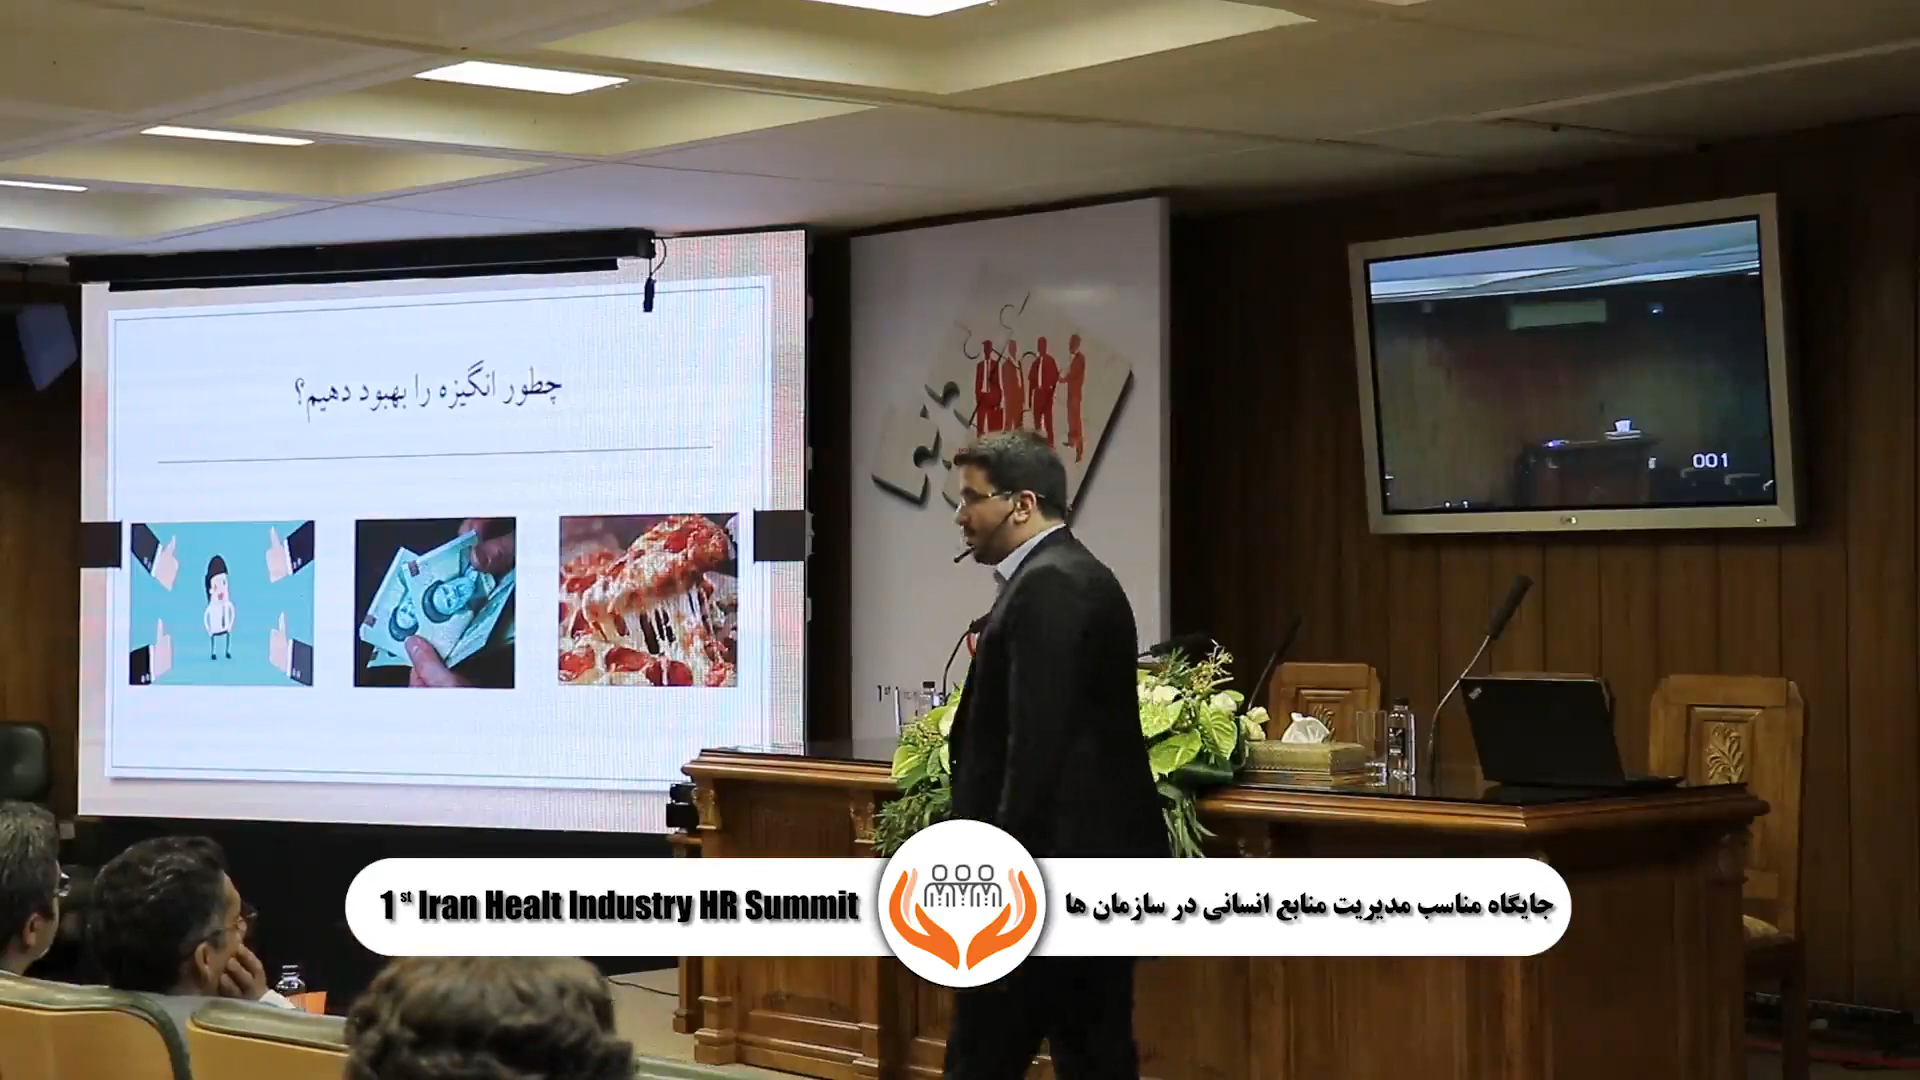 چطور انگیزه را بهبود دهیم؟
001
1st
1st Iran Healt Industry HR Summit
جایگاه مناسب مدیریت منابع انسانی در سازمان ها